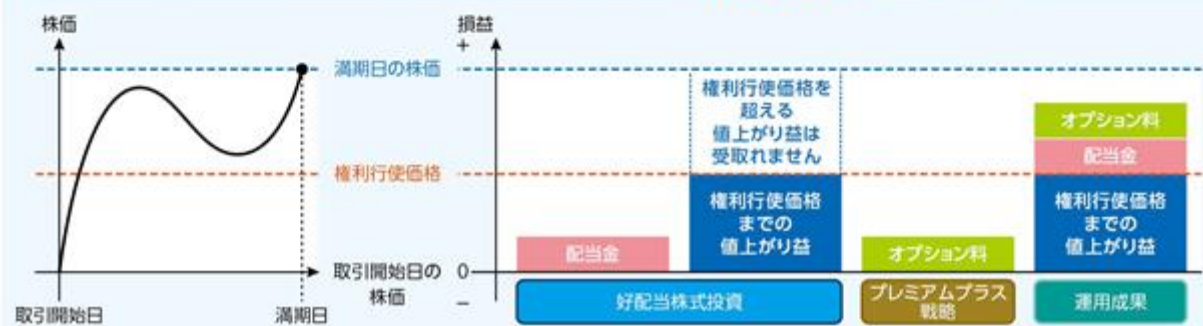 株価
満期日の株価
権利行使価格
取引開始日の
株価
取引開始日
満期日
損益
+
0
−
配当金
権利行使価格を
超える
値上がり益は
受取れません
権利行使価格
までの
値上がり益
オプション料
オプション料
配当金
権利行使価格
までの
値上がり益
好配当株式投資
プレミアムプラス
戦略
運用成果